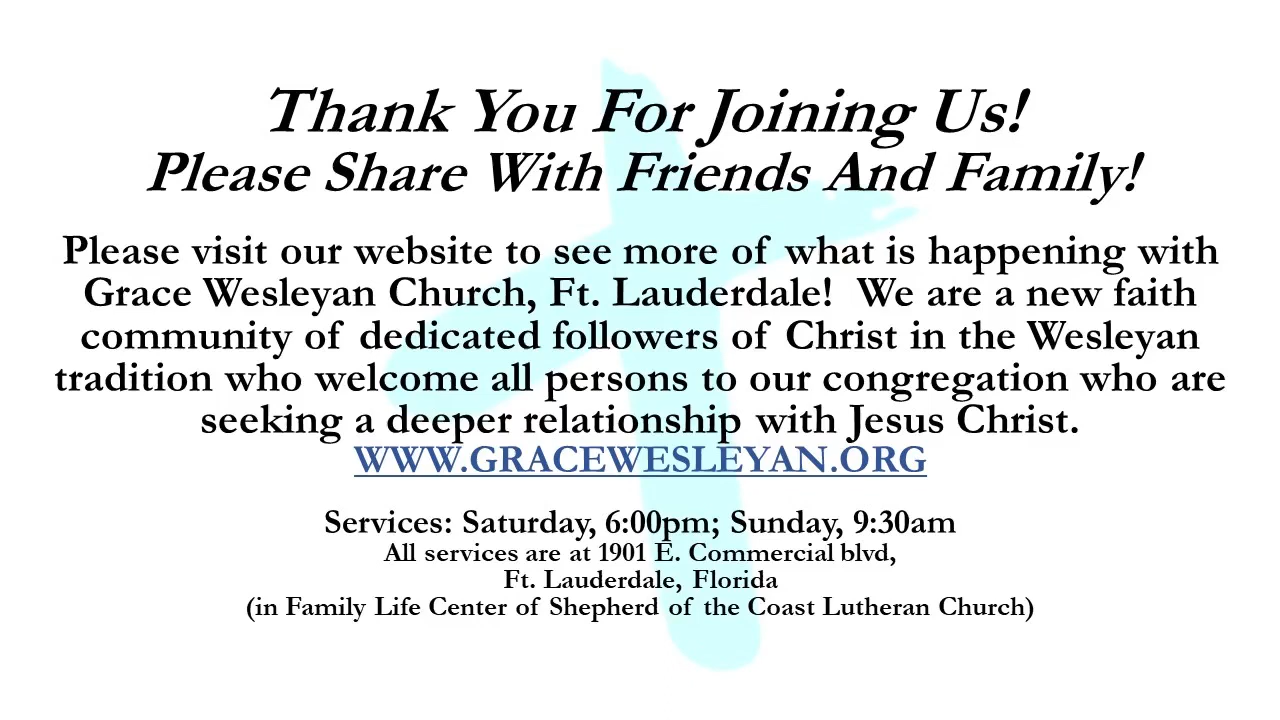 Thank You For Joining Us!
Please Share With Friends And Family!
Please visit our website to see more of what is happening with
Grace Wesleyan Church, Ft. Lauderdale! We are a new faith
community of dedicated followers of Christ in the Wesleyan
tradition who welcome all persons to our congregation who are
seeking a deeper relationship with Jesus Christ.
WWW.GRACEWESLEYAN.ORG
Services: Saturday, 6:00pm; Sunday, 9:30am
All services are at 1901 E. Commercial blvd,
Ft. Lauderdale, Florida
(in Family Life Center of Shepherd of the Coast Lutheran Church)